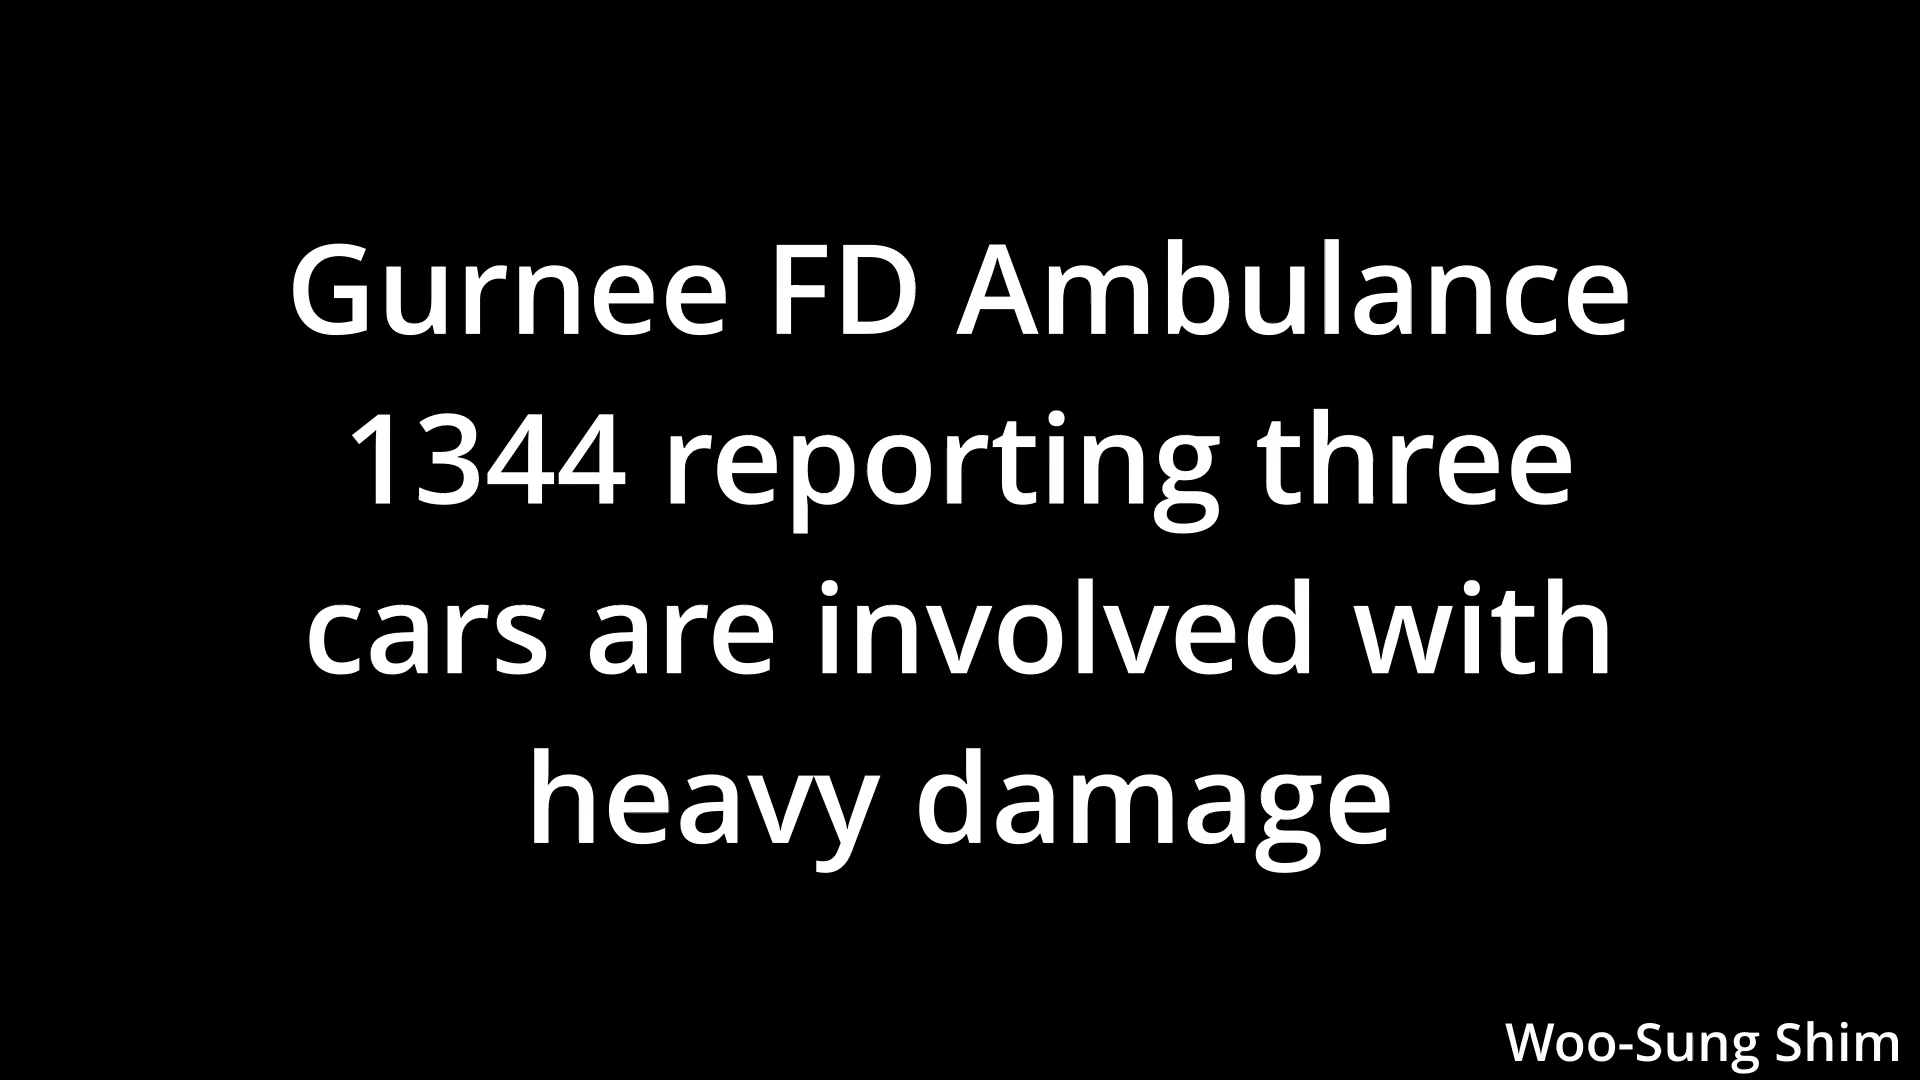 Gurnee FD Ambulance
1344 reporting three
cars are involved with
heavy damage
Woo-Sung Shim